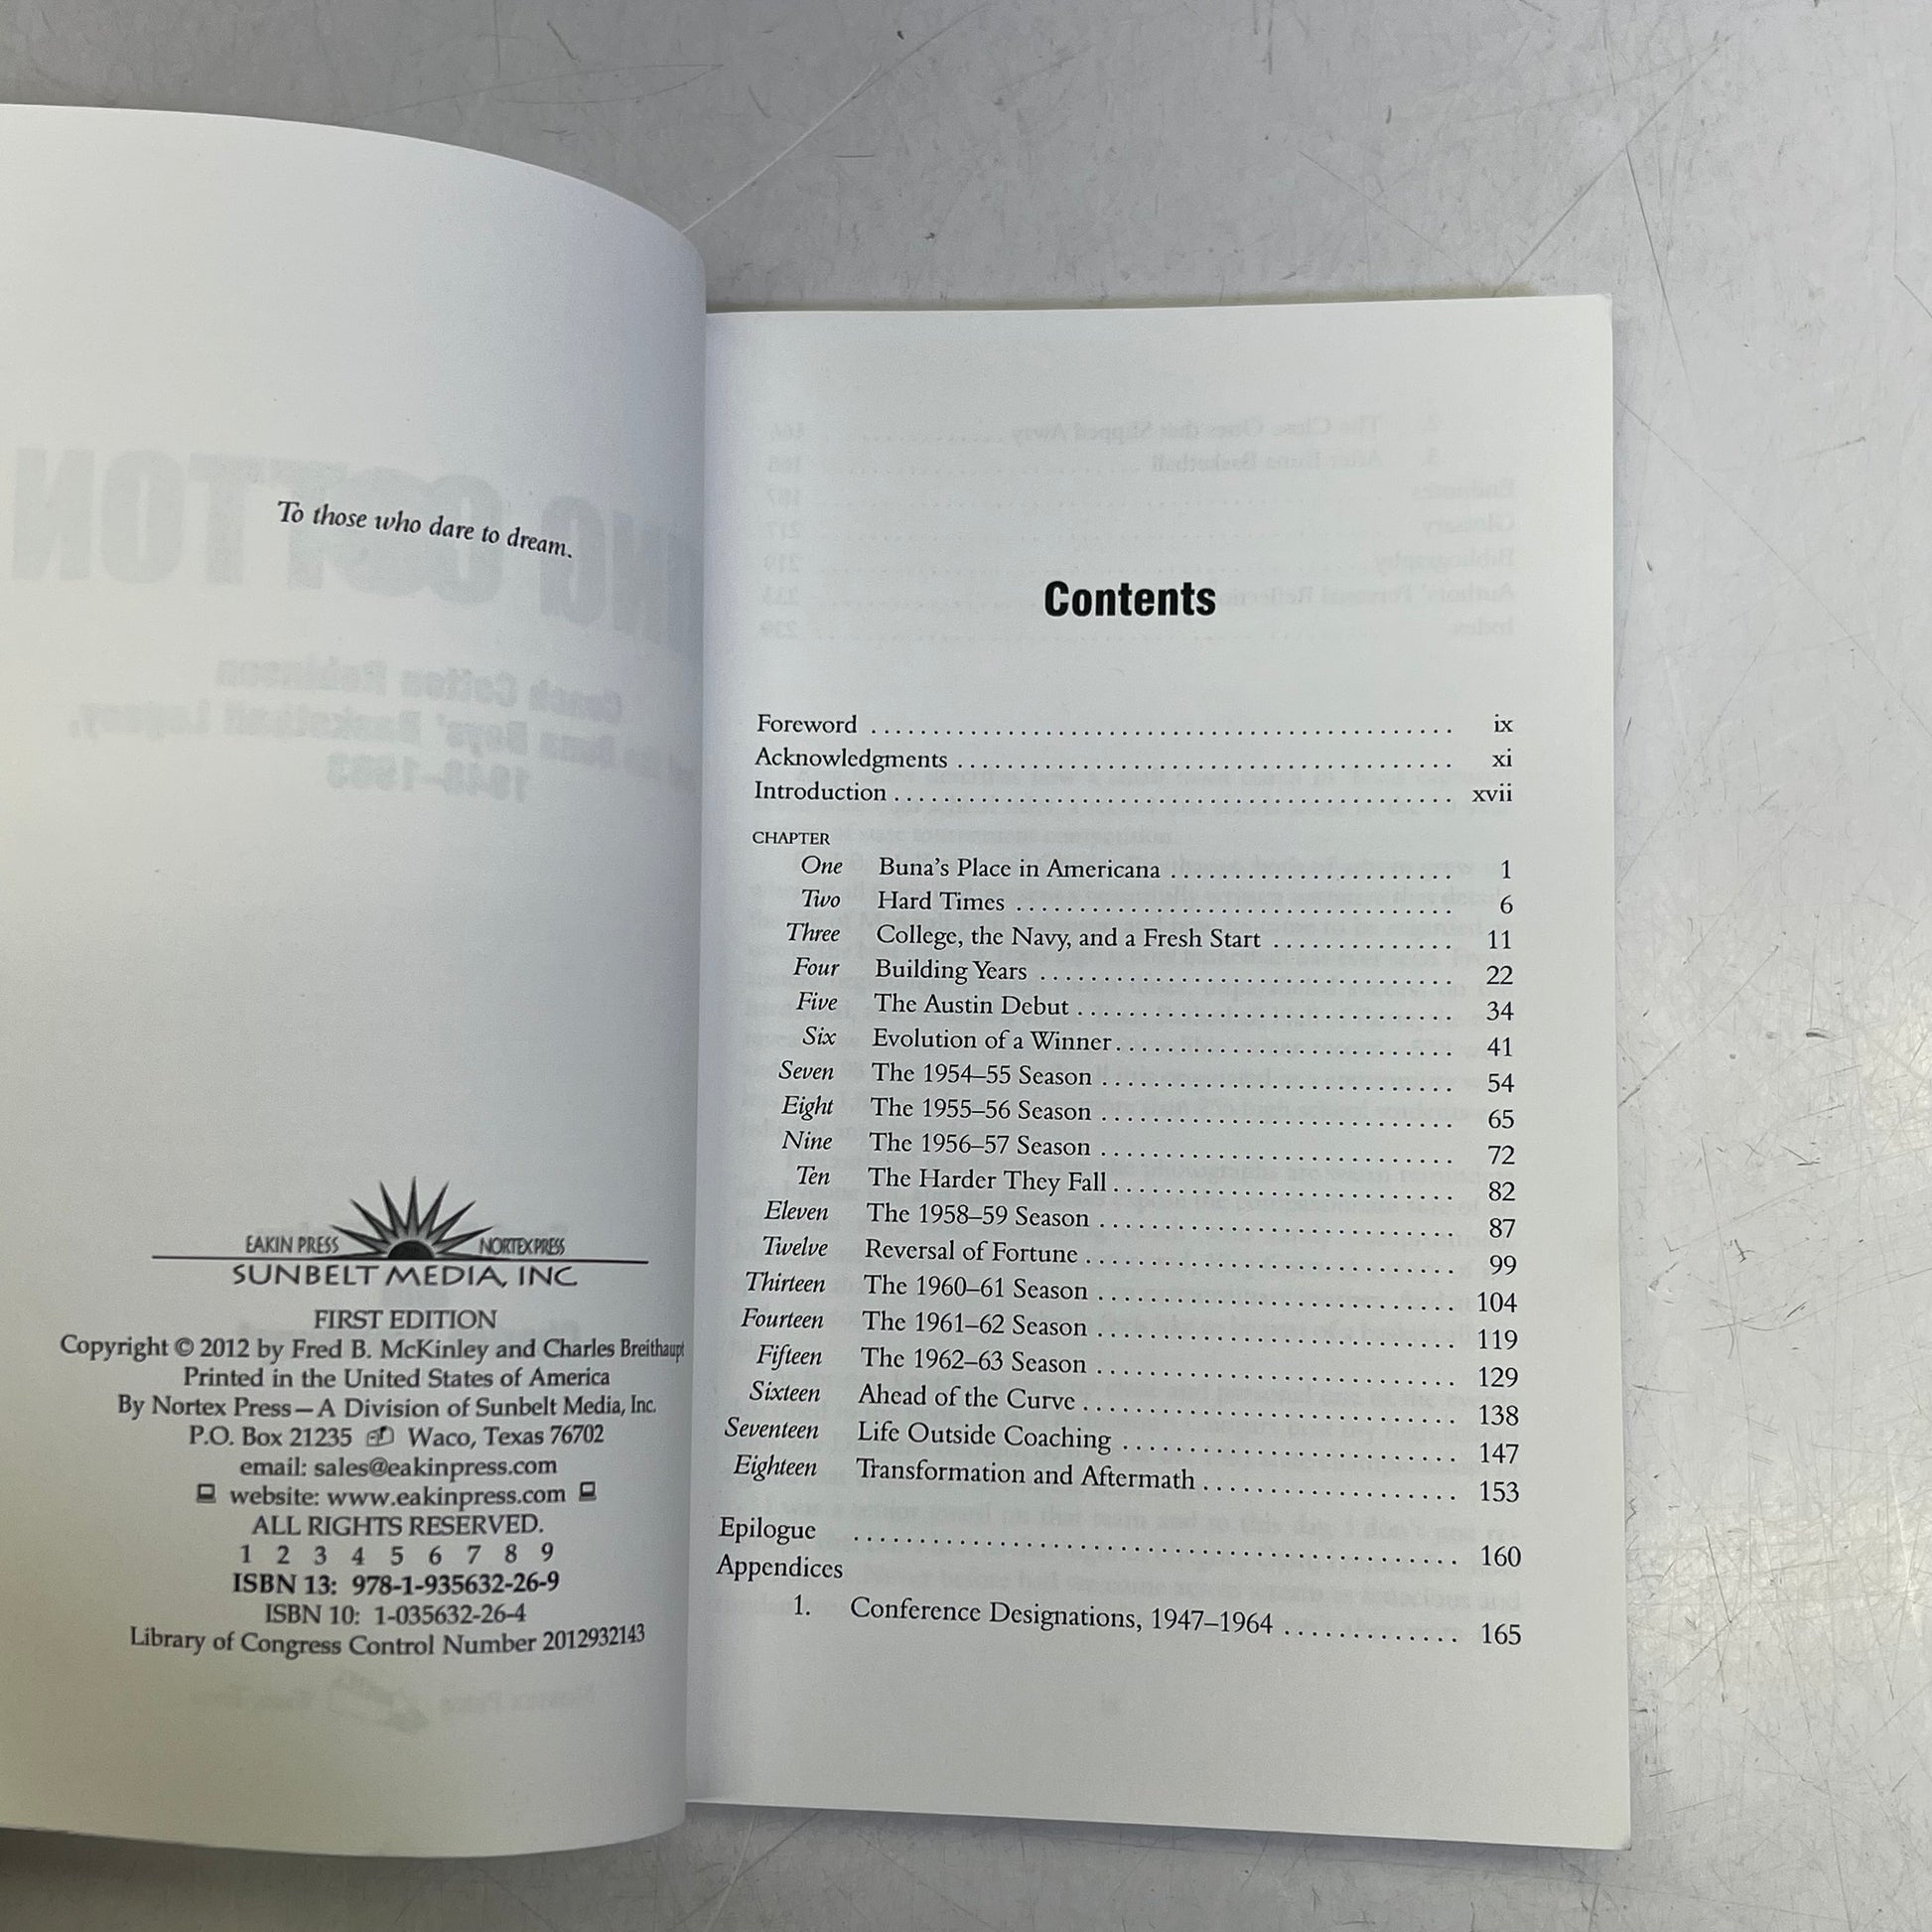 To those who dare to dream.
EAKIN PRESS NORTEX PRESS
SUNBELT MEDIA, INC.
FIRST EDITION
Copyright © 2012 by Fred B. McKinley and Charles Breithaupt
Printed in the United States of America
By Nortex Press—A Division of Sunbelt Media, Inc.
P.O. Box 21235 Waco, Texas 76702
email: sales@eakinpress.com
website: www.eakinpress.com
ALL RIGHTS RESERVED.
1 2 3 4 5 6 7 8 9
ISBN 13: 978-1-935632-26-9
ISBN 10: 1-035632-26-4
Library of Congress Control Number 2012932143
Contents
Foreword ix
Acknowledgments xi
Introduction xvii
CHAPTER
One Buna's Place in Americana 1
Two Hard Times 6
Three College, the Navy, and a Fresh Start 11
Four Building Years 22
Five The Austin Debut 34
Six Evolution of a Winner 41
Seven The 1954–55 Season 54
Eight The 1955–56 Season 65
Nine The 1956–57 Season 72
Ten The Harder They Fall 82
Eleven The 1958–59 Season 87
Twelve Reversal of Fortune 99
Thirteen The 1960–61 Season 104
Fourteen The 1961–62 Season 119
Fifteen The 1962–63 Season 129
Sixteen Ahead of the Curve 138
Seventeen Life Outside Coaching 147
Eighteen Transformation and Aftermath 153
Epilogue 160
Appendices
1. Conference Designations, 1947–1964 165